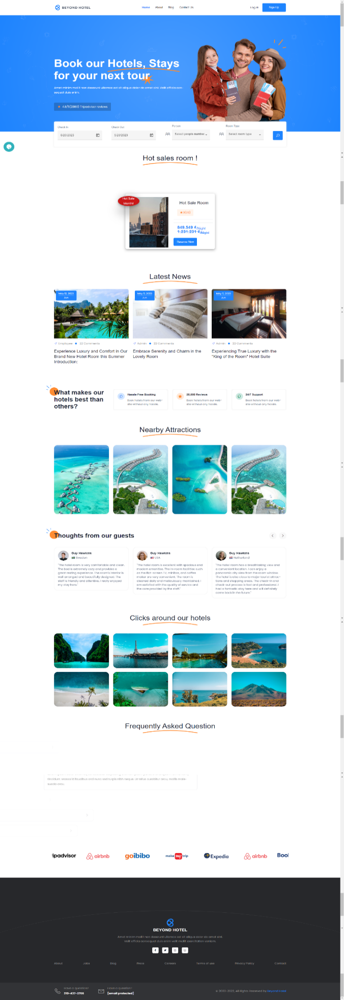 BEYOND HOTEL
Home About Blog Contact Us
Log In Sign Up
Book our Hotels, Stays
for your next tour
Amet minim mollit non deserunt ullamco est sit aliqua dolor do amet sint. Velit officia con-
sequat duis enim.
4.8/5(3380) Tripadvisor reviews
Check In
6/20/2023
Check Out
6/20/2023
Person
Select people number
Room Type
Select room type
Hot sales room !
Hot Sale
Month!
Hot Sale Room
849.549 ₫/Night
1.231.231 ₫/Night
Reserve Now
Latest News
May 12, 2023
Jun
Employee 22 Comments
Experience Luxury and Comfort in Our
Brand New Hotel Room this Summer
Introduction:
May 11, 2023
Jun
Admin 22 Comments
Embrace Serenity and Charm in the
Lovely Room
May 11, 2023
Jun
Admin 22 Comments
Experiencing True Luxury with the
"King of the Room" Hotel Suite
What makes our
hotels best than
others?
Hassle Free Booking
Book hotels from our web-
site without any hassle.
28,000 Reviews
Book hotels from our web-
site without any hassle.
24/7 Support
Book hotels from our web-
site without any hassle.
Nearby Attractions
Thoughts from our guests
Guy Hawkins
Sweden
"The hotel room is very comfortable and clean.
The bed is extremely cozy and provides a
great resting experience. The room's interior is
well arranged and beautifully designed. The
staff is friendly and attentive, I really enjoyed
my stay here."
Guy Hawkins
USA
"The hotel room is excellent with spacious and
modern amenities. The in-room facilities such
as the flat-screen TV, minibar, and coffee
maker are very convenient. The room is
cleaned daily and meticulously maintained. I
am satisfied with the quality of service and
the care provided by the staff."
Guy Hawkins
Netherland
"The hotel room has a breathtaking view and
a convenient location. I can enjoy a
panoramic city view from the room window.
The hotel is also close to major tourist attrac-
tions and shopping areas. The check-in and
check-out process is fast and professional. I
had a fantastic stay here and will definitely
come back in the future."
Clicks around our hotels
Frequently Asked Question
tincidunt. Massa id faucibus orci nunc sed turpis nibh neque. Ut tellus curabitur arcu, mattis male-
suada arcu.
ripadvisor
airbnb
goibibo
make my trip
Expedia
airbnb
Bool
BEYOND HOTEL
Amet minim mollit non deserunt ullamco est sit aliqua dolor do amet sint.
Velit officia consequat duis enim velit mollit exercitation veniam.
About Jobs Blog Press Careers Terms of use Privacy Policy Contact
Have a question?
310-437-2766
Have a question?
[email protected]
© 2000-2022, All Rights Reserved by Beyond Hotel